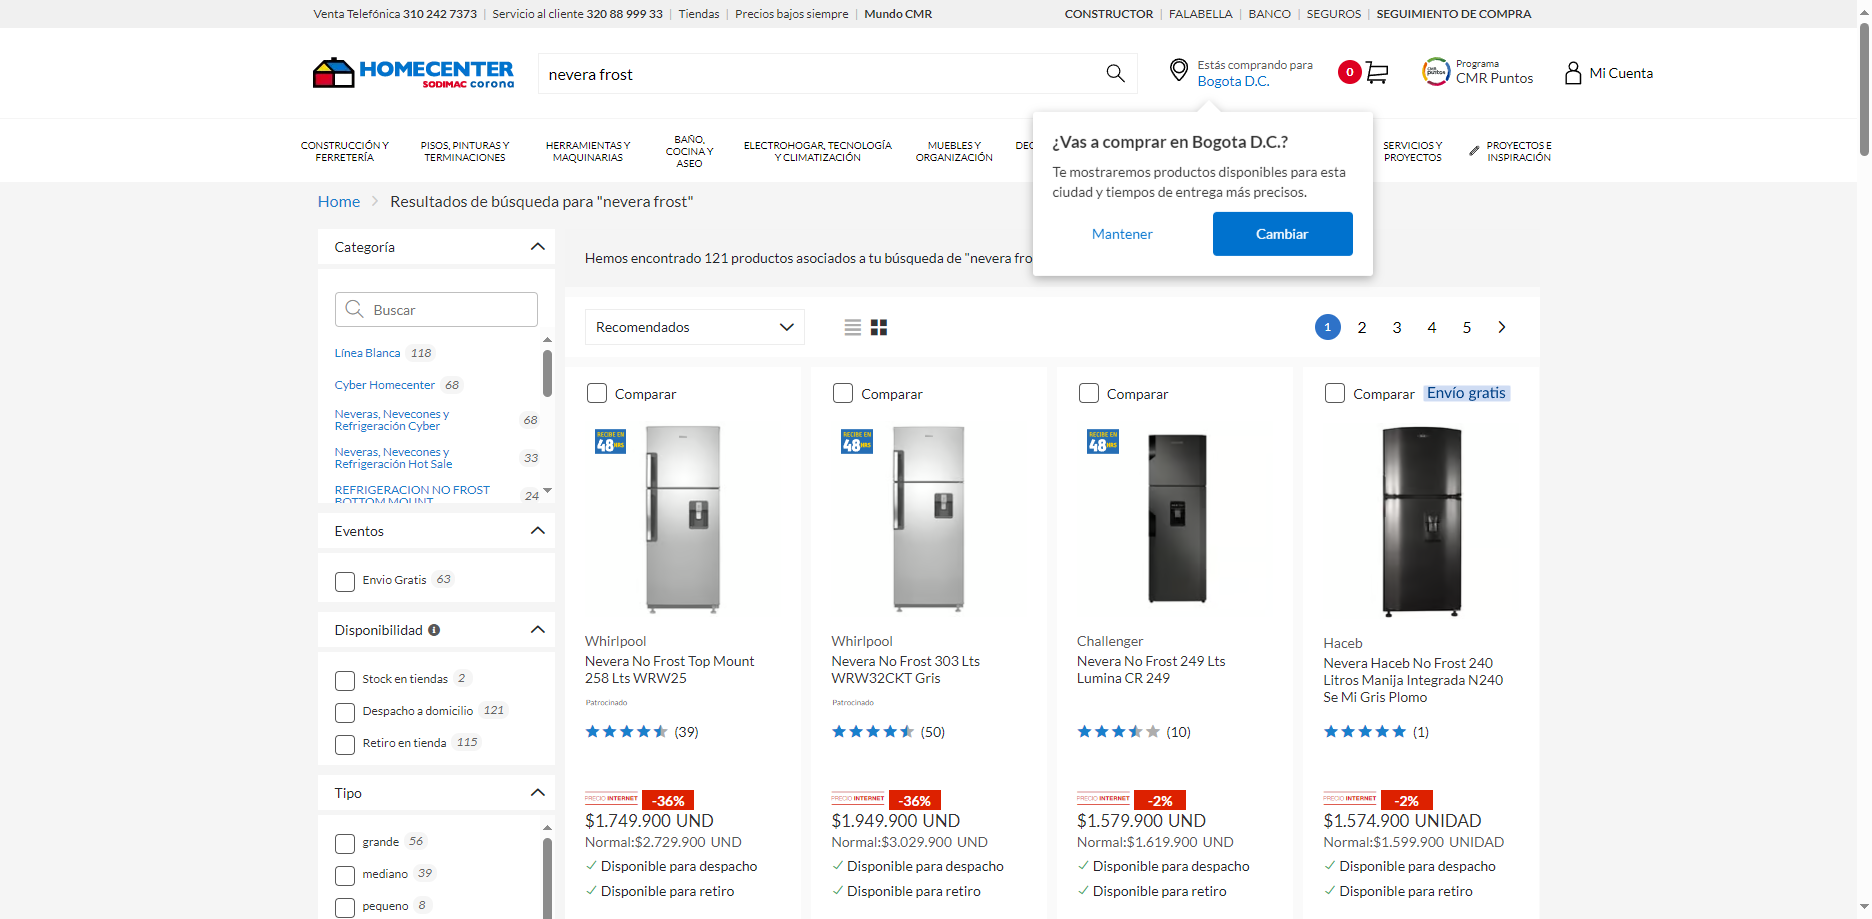 Venta Telefónica 310 242 7373 | Servicio al cliente 320 88 999 33 | Tiendas | Precios bajos siempre | Mundo CMR
CONSTRUCTOR | FALABELLA | BANCO | SEGUROS | SEGUIMIENTO DE COMPRA
HOMECENTER
SODIMAC corona
nevera frost
Estás comprando para
Bogota D.C.
0
CMR puntos
Programa
CMR Puntos
Mi Cuenta
CONSTRUCCIÓN Y
FERRETERÍA
PISOS, PINTURAS Y
TERMINACIONES
HERRAMIENTAS Y
MAQUINARIAS
BAÑO,
COCINA Y
ASEO
ELECTROHOGAR, TECNOLOGÍA
Y CLIMATIZACIÓN
MUEBLES Y
ORGANIZACIÓN
DEC
SERVICIOS Y
PROYECTOS
PROYECTOS E
INSPIRACIÓN
¿Vas a comprar en Bogota D.C.?
Te mostraremos productos disponibles para esta
ciudad y tiempos de entrega más precisos.
Mantener
Cambiar
Home > Resultados de búsqueda para "nevera frost"
Categoría
Buscar
Línea Blanca 118
Cyber Homecenter 68
Neveras, Nevecones y
Refrigeración Cyber 68
Neveras, Nevecones y
Refrigeración Hot Sale 33
REFRIGERACION NO FROST
BOTTOM MOUNT 24
Eventos
Envio Gratis 63
Disponibilidad
Stock en tiendas 2
Despacho a domicilio 121
Retiro en tienda 115
Tipo
grande 56
mediano 39
pequeno 8
Hemos encontrado 121 productos asociados a tu búsqueda de "nevera fro
Recomendados
1 2 3 4 5
Comparar
RECIBE EN
48 HRS
Whirlpool
Nevera No Frost Top Mount
258 Lts WRW25
Patrocinado
(39)
PRECIO INTERNET -36%
$1.749.900 UND
Normal:$2.729.900 UND
Disponible para despacho
Disponible para retiro
Comparar
RECIBE EN
48 HRS
Whirlpool
Nevera No Frost 303 Lts
WRW32CKT Gris
Patrocinado
(50)
PRECIO INTERNET -36%
$1.949.900 UND
Normal:$3.029.900 UND
Disponible para despacho
Disponible para retiro
Comparar
RECIBE EN
48 HRS
Challenger
Nevera No Frost 249 Lts
Lumina CR 249
(10)
PRECIO INTERNET -2%
$1.579.900 UND
Normal:$1.619.900 UND
Disponible para despacho
Disponible para retiro
Comparar Envío gratis
Haceb
Nevera Haceb No Frost 240
Litros Manija Integrada N240
Se Mi Gris Plomo
(1)
PRECIO INTERNET -2%
$1.574.900 UNIDAD
Normal:$1.599.900 UNIDAD
Disponible para despacho
Disponible para retiro